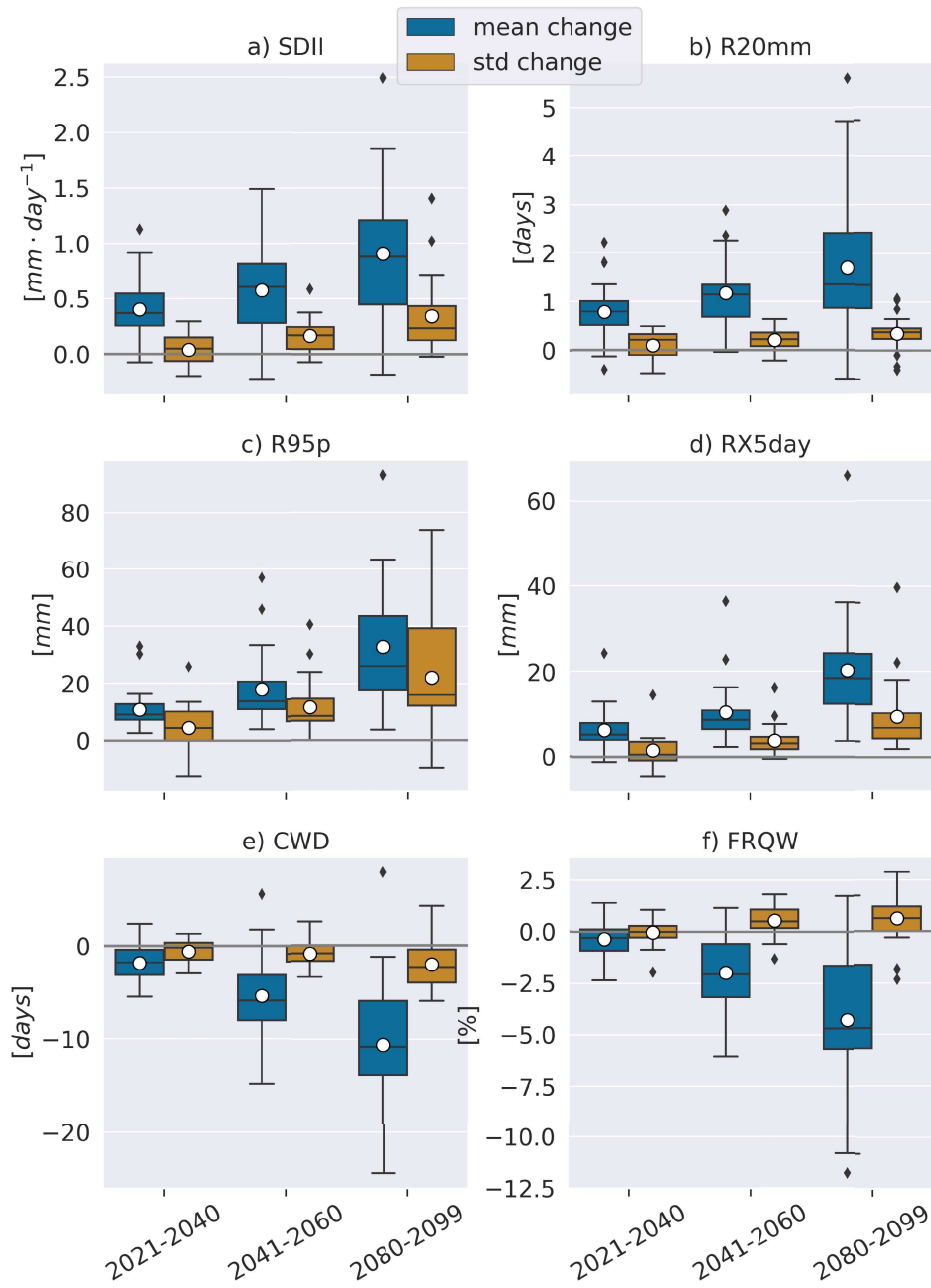 mean change
std change
a) SDII
2.5
2.0
1.5
1.0
0.5
0.0
[mm · day⁻¹]
b) R20mm
5
4
3
2
1
0
[days]
c) R95p
80
60
40
20
0
[mm]
d) RX5day
60
40
20
0
[mm]
e) CWD
0
−10
−20
[days]
2021-2040
2041-2060
2080-2099
f) FRQW
2.5
0.0
−2.5
−5.0
−7.5
−10.0
−12.5
[%]
2021-2040
2041-2060
2080-2099